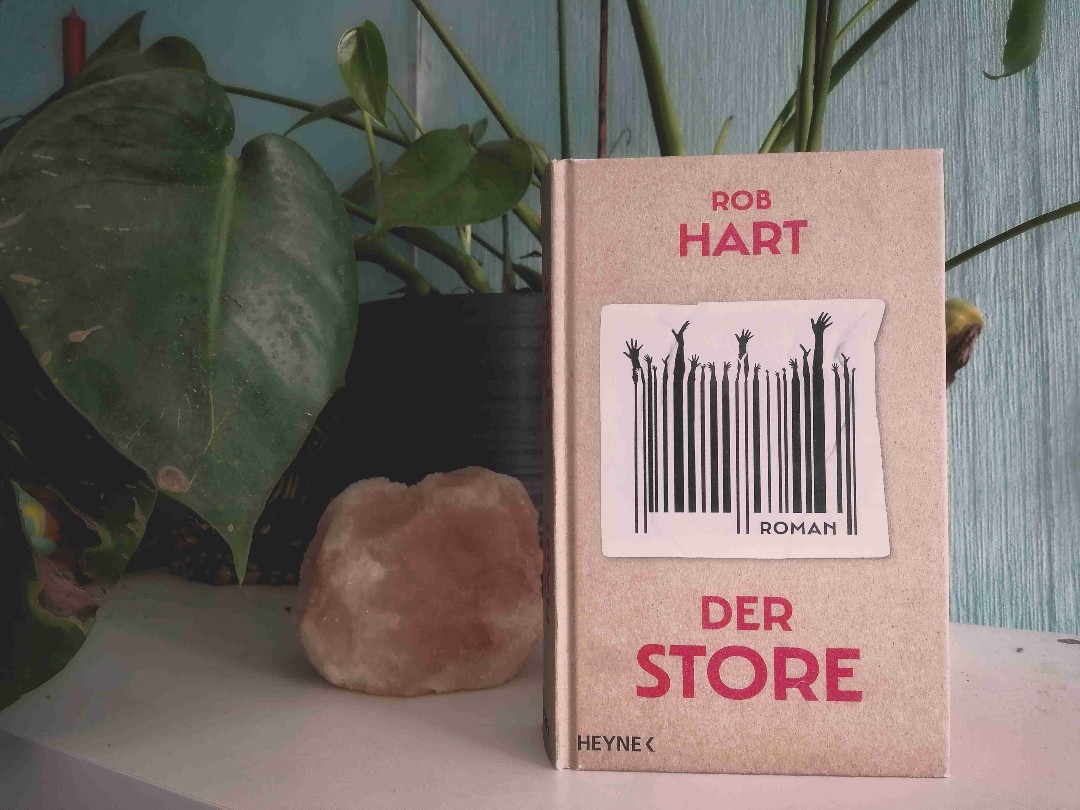 ROB
HART
ROMAN
DER
STORE
HEYNE<